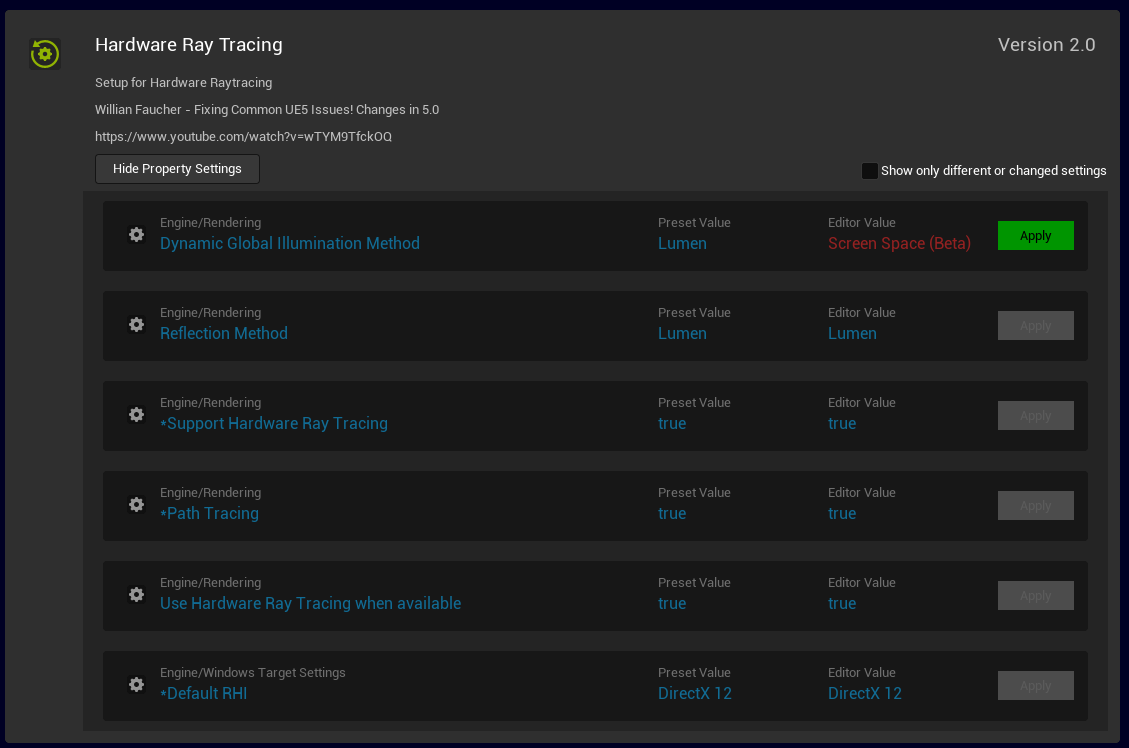 Hardware Ray Tracing
Version 2.0
Setup for Hardware Raytracing
Willian Faucher - Fixing Common UE5 Issues! Changes in 5.0
https://www.youtube.com/watch?v=wTYM9TfckOQ
Hide Property Settings
Show only different or changed settings
Engine/Rendering Preset Value Editor Value
Dynamic Global Illumination Method Lumen Screen Space (Beta) Apply
Engine/Rendering Preset Value Editor Value
Reflection Method Lumen Lumen Apply
Engine/Rendering Preset Value Editor Value
*Support Hardware Ray Tracing true true Apply
Engine/Rendering Preset Value Editor Value
*Path Tracing true true Apply
Engine/Rendering Preset Value Editor Value
Use Hardware Ray Tracing when available true true Apply
Engine/Windows Target Settings Preset Value Editor Value
*Default RHI DirectX 12 DirectX 12 Apply